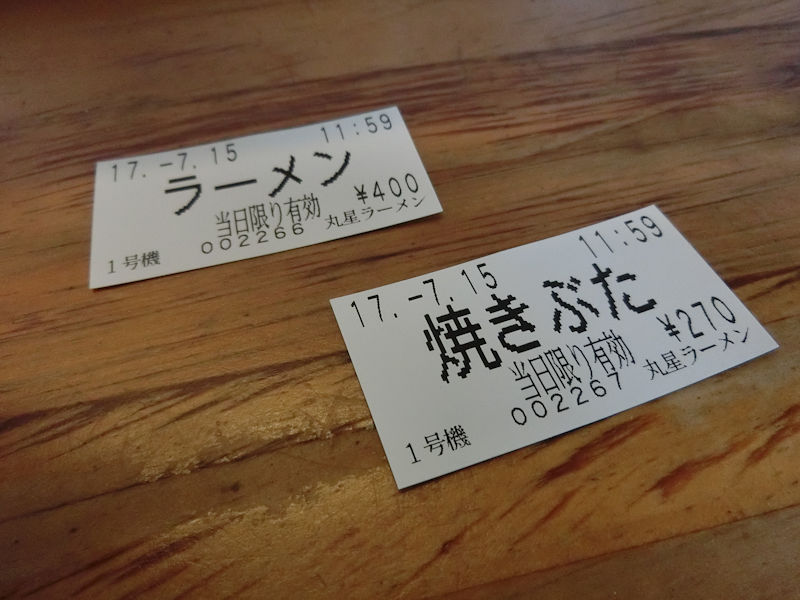 17.-7.15 11:59
ラーメン
¥400
当日限り有効
002266 丸星ラーメン
1号機
17.-7.15 11:59
焼きぶた
¥270
当日限り有効
002267 丸星ラーメン
1号機